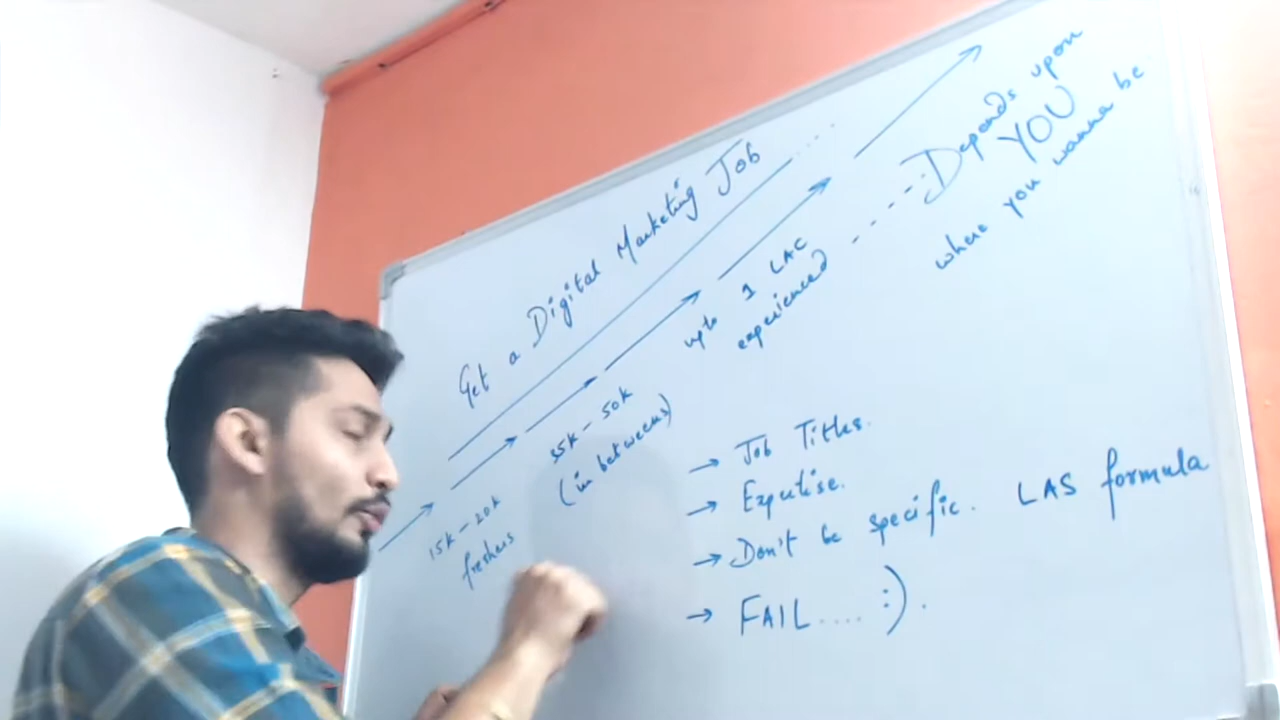 Get a Digital Marketing Job
15k - 20k
freshers
35k - 50k
(in betweens)
upto 1 LAC
experienced
Depends upon
YOU
where you wanna be
→ Job Titles.
→ Expertise.
→ Don't be specific. LAS formula
→ FAIL .... :) .